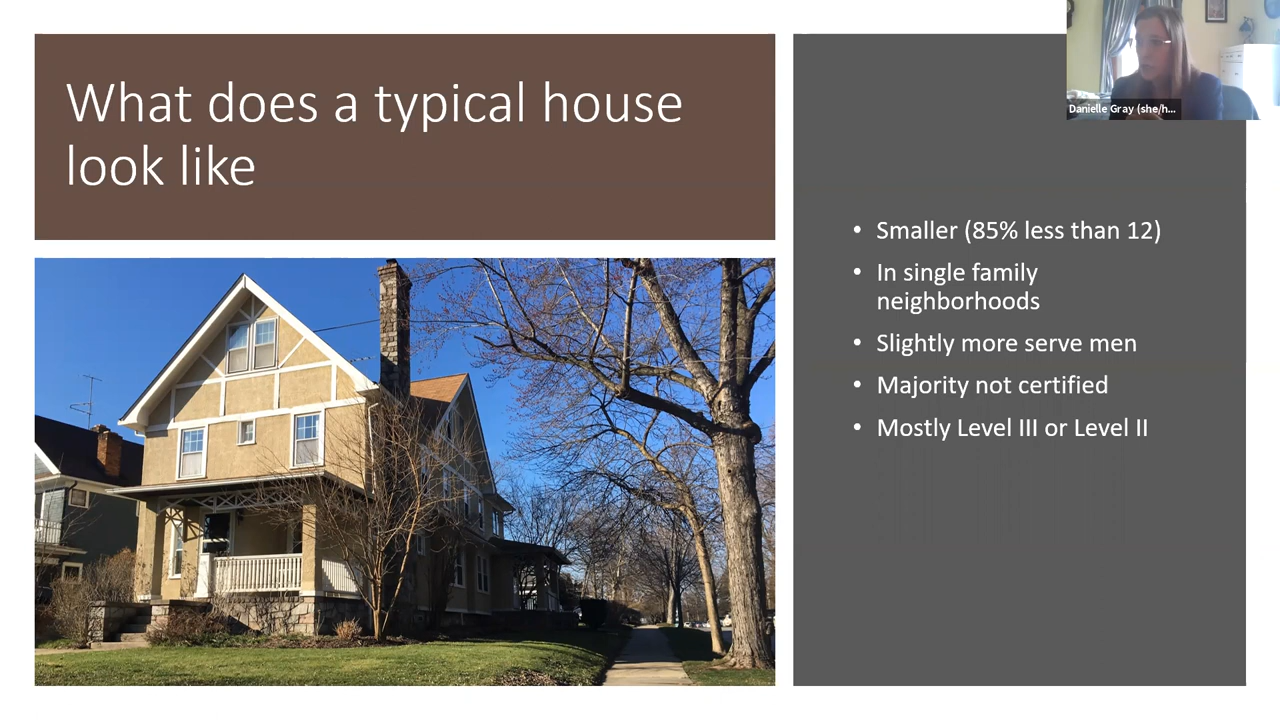 What does a typical house
look like
Danielle Gray (she/h...
• Smaller (85% less than 12)
• In single family
neighborhoods
• Slightly more serve men
• Majority not certified
• Mostly Level III or Level II